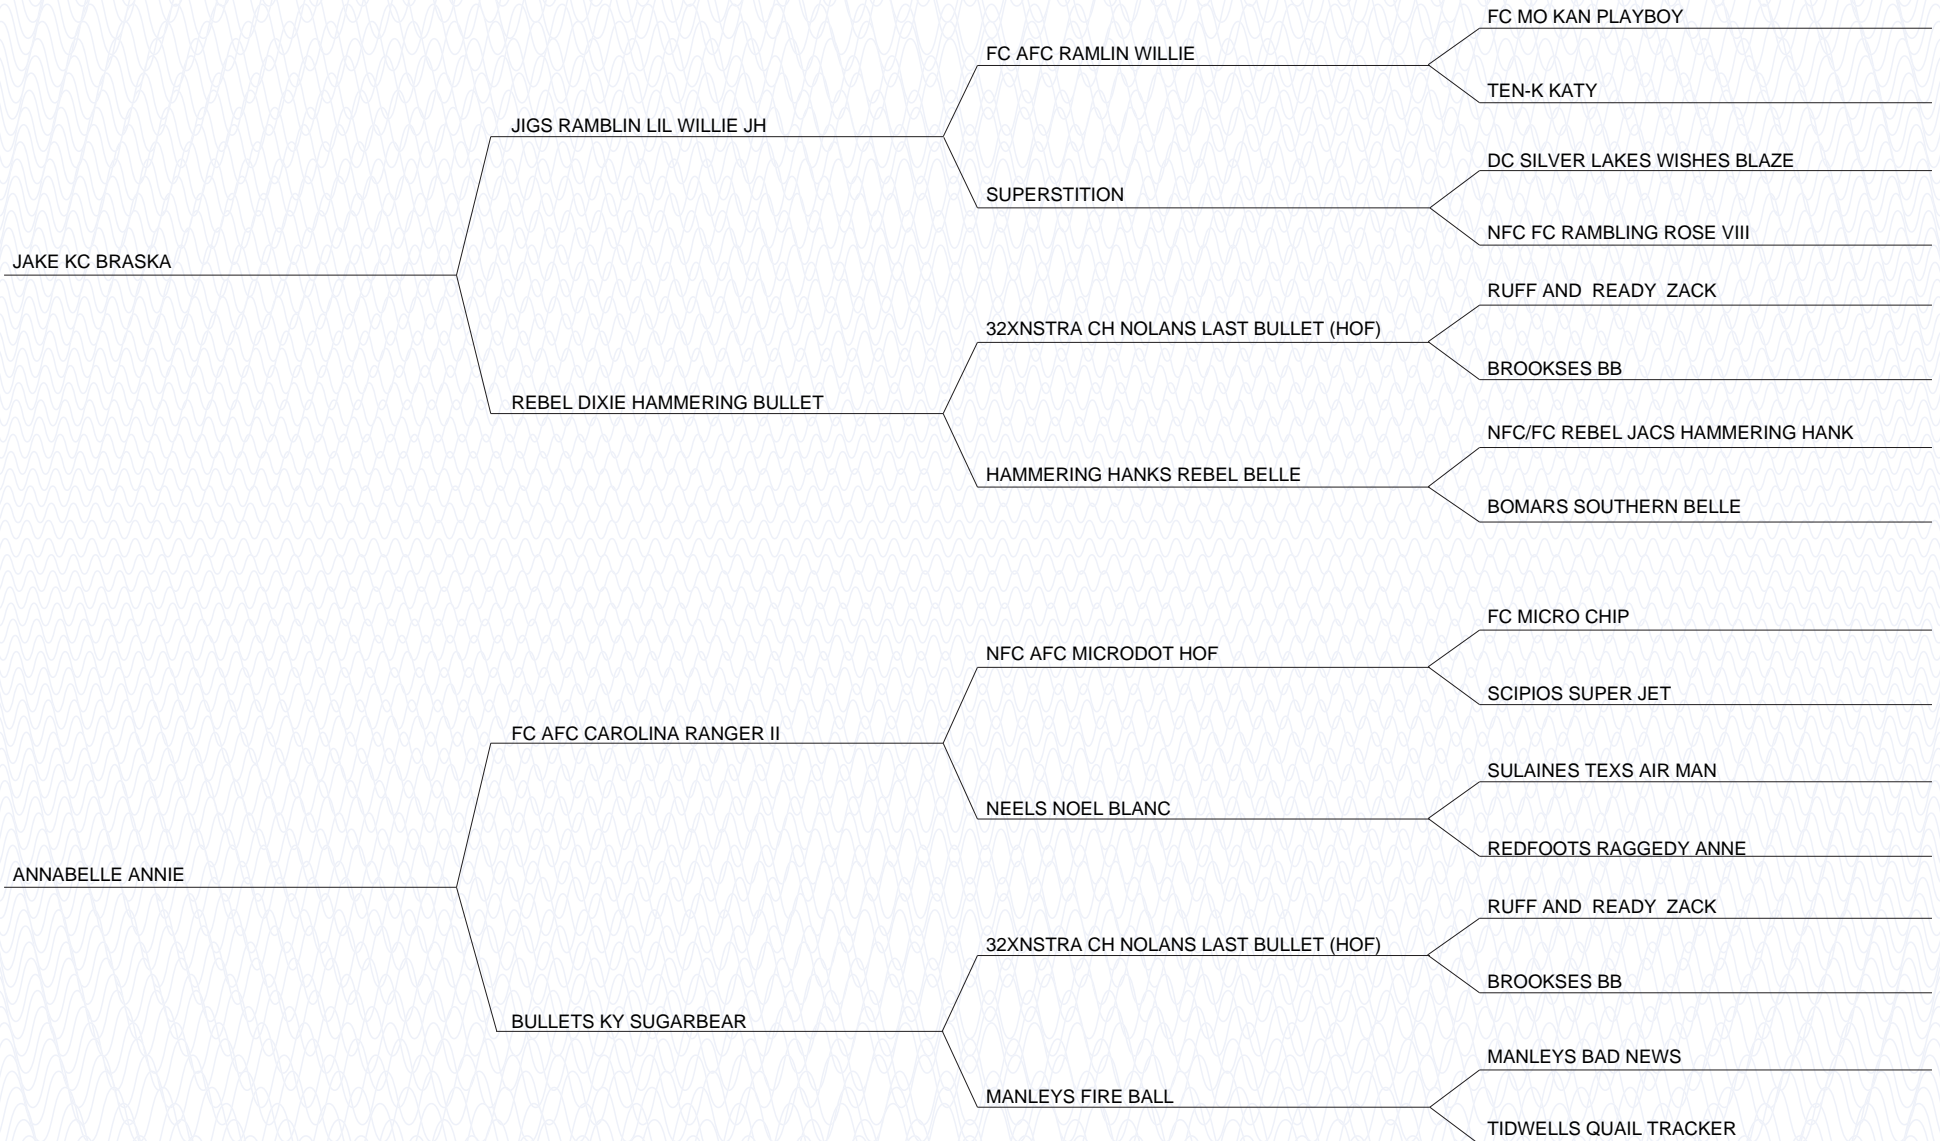 FC MO KAN PLAYBOY
FC AFC RAMLIN WILLIE
TEN-K KATY
JIGS RAMBLIN LIL WILLIE JH
DC SILVER LAKES WISHES BLAZE
SUPERSTITION
NFC FC RAMBLING ROSE VIII
JAKE KC BRASKA
RUFF AND  READY  ZACK
32XNSTRA CH NOLANS LAST BULLET (HOF)
BROOKSES BB
REBEL DIXIE HAMMERING BULLET
NFC/FC REBEL JACS HAMMERING HANK
HAMMERING HANKS REBEL BELLE
BOMARS SOUTHERN BELLE
FC MICRO CHIP
NFC AFC MICRODOT HOF
SCIPIOS SUPER JET
FC AFC CAROLINA RANGER II
SULAINES TEXS AIR MAN
NEELS NOEL BLANC
REDFOOTS RAGGEDY ANNE
ANNABELLE ANNIE
RUFF AND  READY  ZACK
32XNSTRA CH NOLANS LAST BULLET (HOF)
BROOKSES BB
BULLETS KY SUGARBEAR
MANLEYS BAD NEWS
MANLEYS FIRE BALL
TIDWELLS QUAIL TRACKER